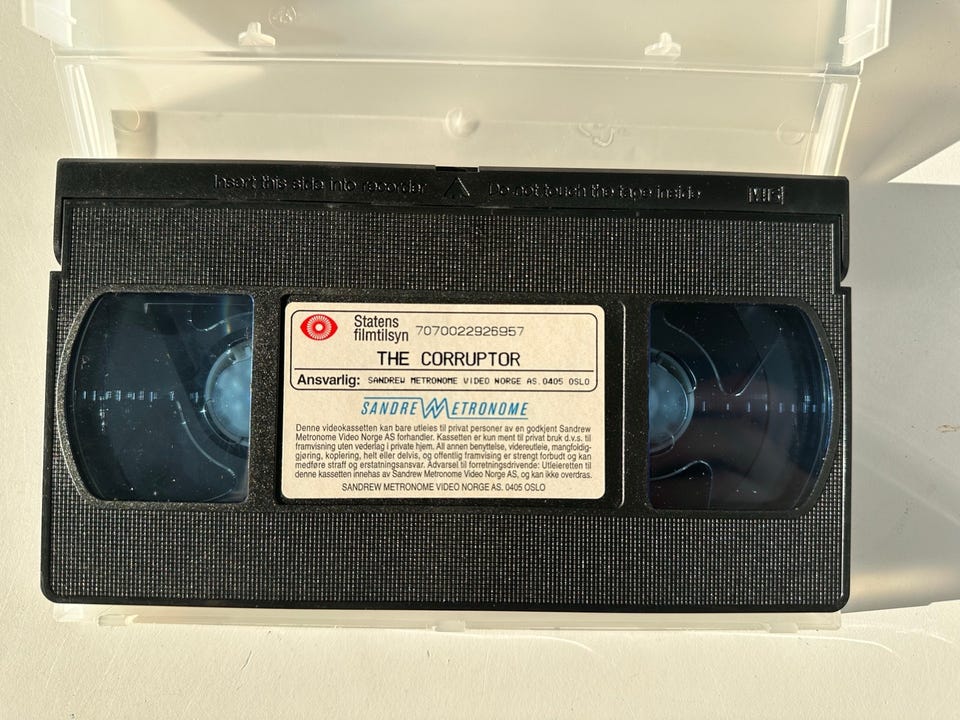 Insert this side into recorder △ Do not touch the tape inside VHS
Statens
filmtilsyn 7070022926957
THE CORRUPTOR
Ansvarlig: SANDREW METRONOME VIDEO NORGE AS. 0405 OSLO
SANDREW METRONOME
Denne videokassetten kan bare utleies til privat personer av en godkjent Sandrew
Metronome Video Norge AS forhandler. Kassetten er kun ment til privat bruk d.v.s. til
framvisning uten vederlag i private hjem. All annen benyttelse, videreutleie, mangfoldig-
gjøring, kopiering, helt eller delvis, og offentlig framvising er strengt forbudt og kan
medføre straff og erstatningsansvar. Advarsel til forretningsdrivende: Utleieretten til
denne kassetten innehas av Sandrew Metronome Video Norge AS, og kan ikke overdras.
SANDREW METRONOME VIDEO NORGE AS. 0405 OSLO